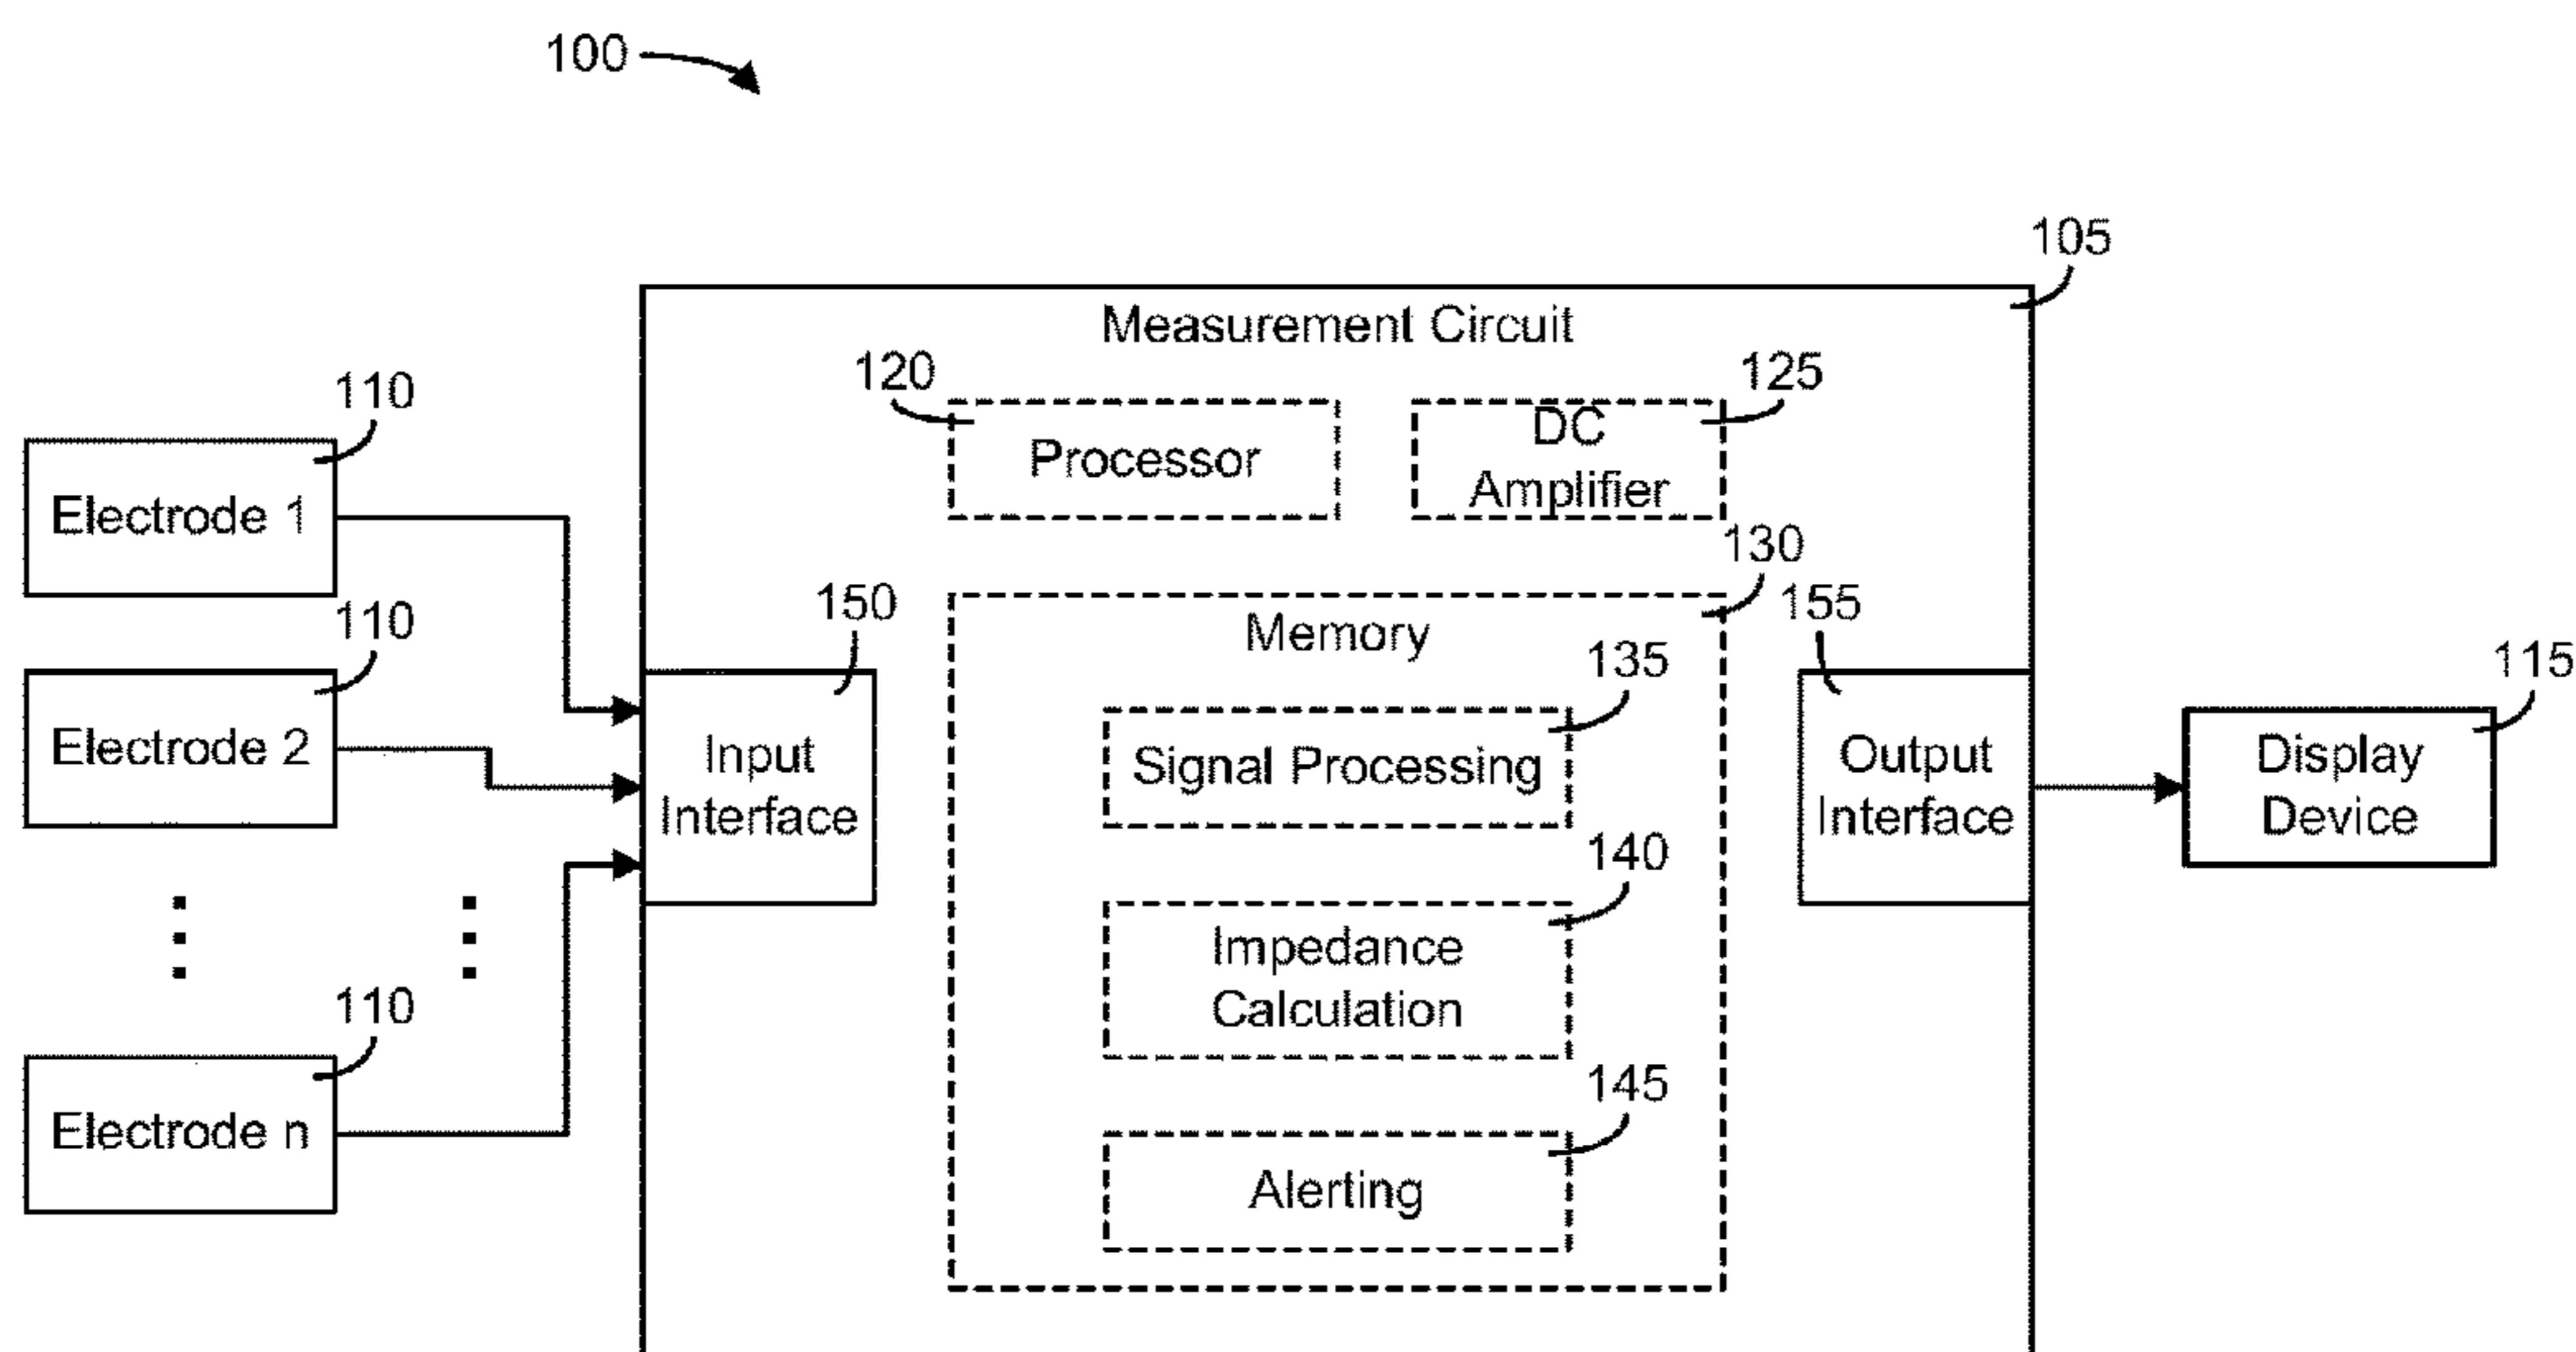 100
105
Measurement Circuit
120
125
110
Processor
DC
Amplifier
Electrode 1
130
110
150
155
Memory
135
115
Electrode 2
Input
Interface
Signal Processing
Output
Interface
Display
Device
140
Impedance
Calculation
110
145
Electrode n
Alerting